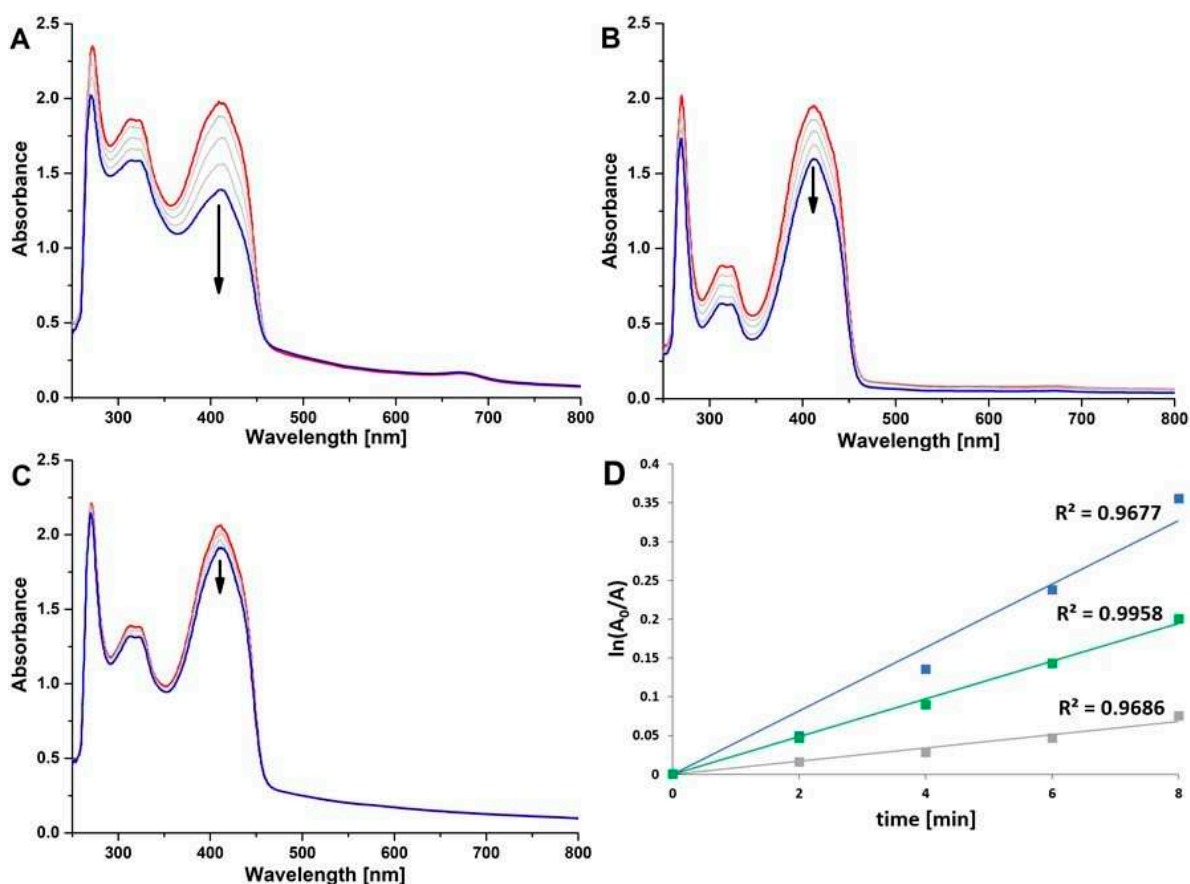 A
2.5
2.0
1.5
1.0
0.5
0.0
Absorbance
300 400 500 600 700 800
Wavelength [nm]
B
2.5
2.0
1.5
1.0
0.5
0.0
Absorbance
300 400 500 600 700 800
Wavelength [nm]
C
2.5
2.0
1.5
1.0
0.5
0.0
Absorbance
300 400 500 600 700 800
Wavelength [nm]
D
0.4
0.35
0.3
0.25
0.2
0.15
0.1
0.05
0
ln(A₀/A)
R² = 0.9677
R² = 0.9958
R² = 0.9686
0 2 4 6 8
time [min]